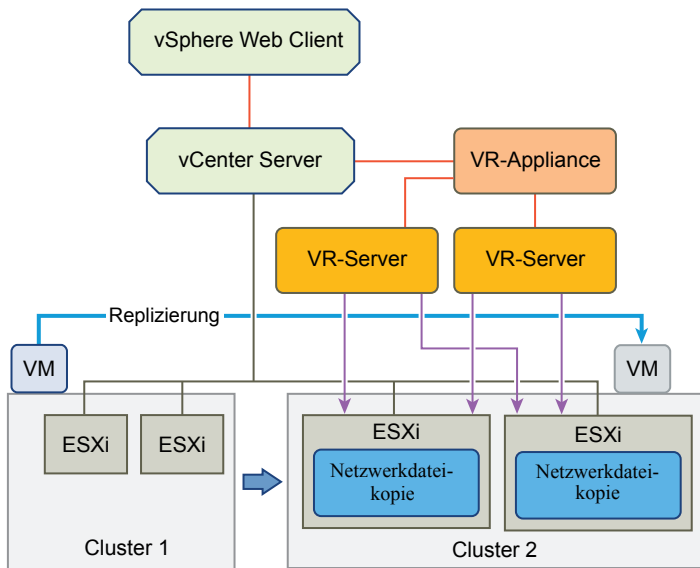 vSphere Web Client
vCenter Server
VR-Appliance
VR-Server
VR-Server
Replizierung
VM
VM
ESXi
ESXi
ESXi
Netzwerkdatei-
kopie
ESXi
Netzwerkdatei-
kopie
Cluster 1
Cluster 2